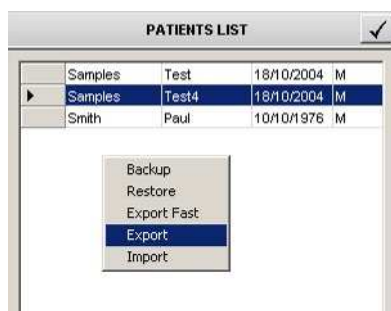 PATIENTS LIST
Samples Test 18/10/2004 M
Samples Test4 18/10/2004 M
Smith Paul 10/10/1976 M
Backup
Restore
Export Fast
Export
Import